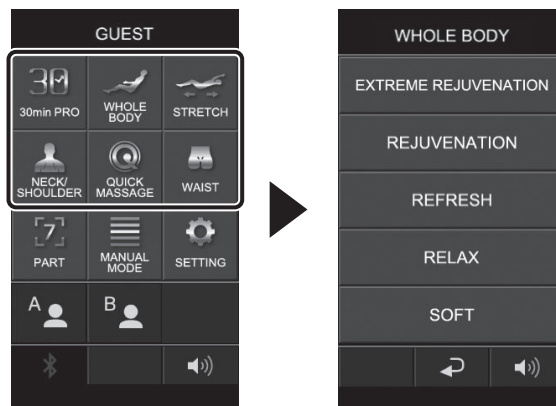 GUEST
30
30min PRO
WHOLE
BODY
STRETCH
NECK/
SHOULDER
QUICK
MASSAGE
WAIST
7
PART
MANUAL
MODE
SETTING
A
B
WHOLE BODY
EXTREME REJUVENATION
REJUVENATION
REFRESH
RELAX
SOFT